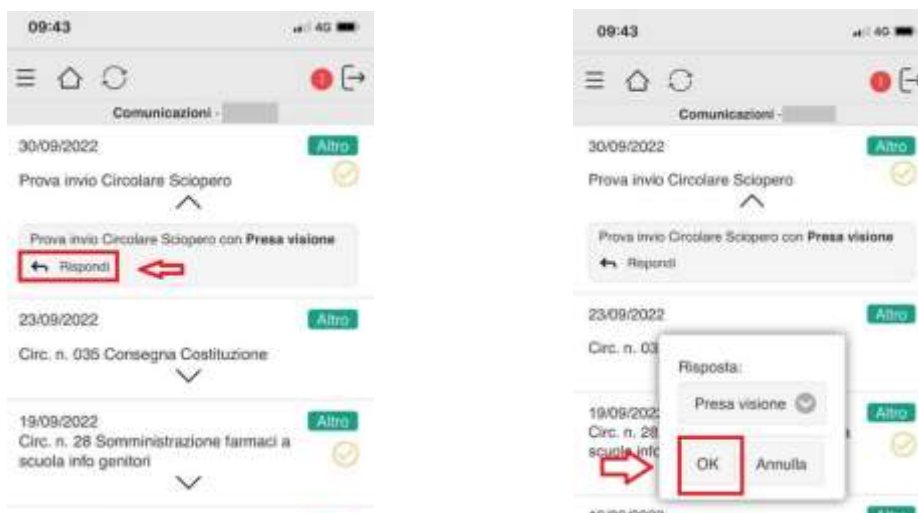 09:43
4G
Comunicazioni -
30/09/2022
Altro
Prova invio Circolare Sciopero
Prova invio Circolare Sciopero con Presa visione
Rispondi
23/09/2022
Altro
Circ. n. 035 Consegna Costituzione
19/09/2022
Altro
Circ. n. 28 Somministrazione farmaci a
scuola info genitori
09:43
4G
Comunicazioni -
30/09/2022
Altro
Prova invio Circolare Sciopero
Prova invio Circolare Sciopero con Presa visione
Rispondi
23/09/2022
Altro
Circ. n. 03
Risposta:
Presa visione
19/09/202
Altro
Circ. n. 28
a
scuola info
OK
Annulla
Altro